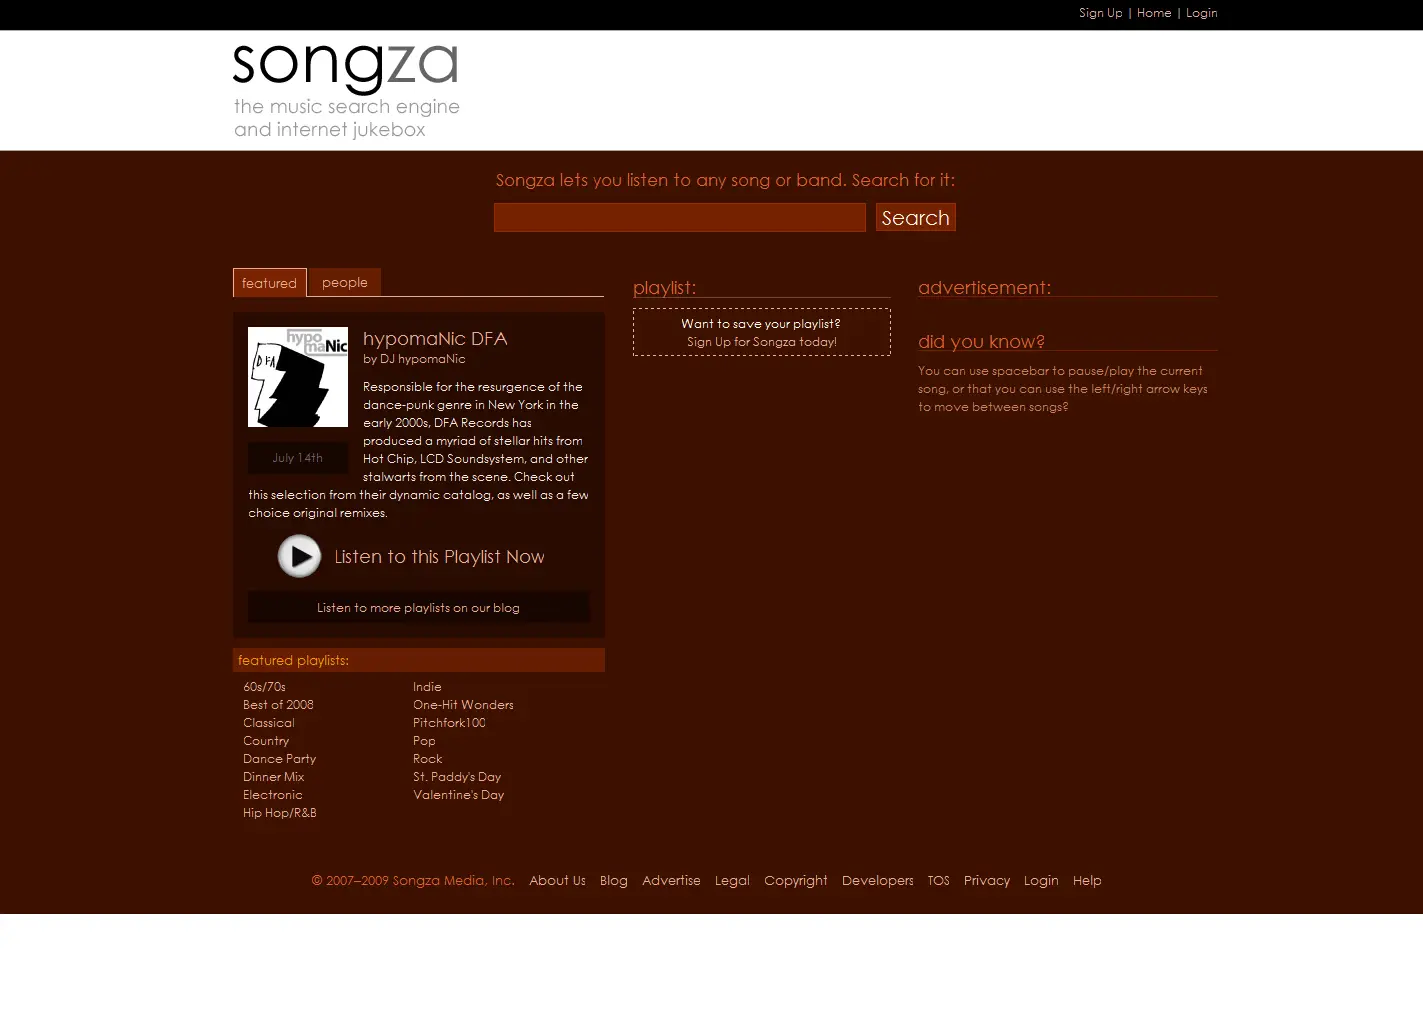 Sign Up | Home | Login
songza
the music search engine
and internet jukebox
Songza lets you listen to any song or band. Search for it:
Search
featured
people
hypo
maNic
DFA
hypomaNic DFA
by DJ hypomaNic
July 14th
Responsible for the resurgence of the
dance-punk genre in New York in the
early 2000s, DFA Records has
produced a myriad of stellar hits from
Hot Chip, LCD Soundsystem, and other
stalwarts from the scene. Check out
this selection from their dynamic catalog, as well as a few
choice original remixes.
Listen to this Playlist Now
Listen to more playlists on our blog
featured playlists:
60s/70s
Best of 2008
Classical
Country
Dance Party
Dinner Mix
Electronic
Hip Hop/R&B
Indie
One-Hit Wonders
Pitchfork100
Pop
Rock
St. Paddy's Day
Valentine's Day
playlist:
Want to save your playlist?
Sign Up for Songza today!
advertisement:
did you know?
You can use spacebar to pause/play the current
song, or that you can use the left/right arrow keys
to move between songs?
© 2007–2009 Songza Media, Inc. About Us Blog Advertise Legal Copyright Developers TOS Privacy Login Help